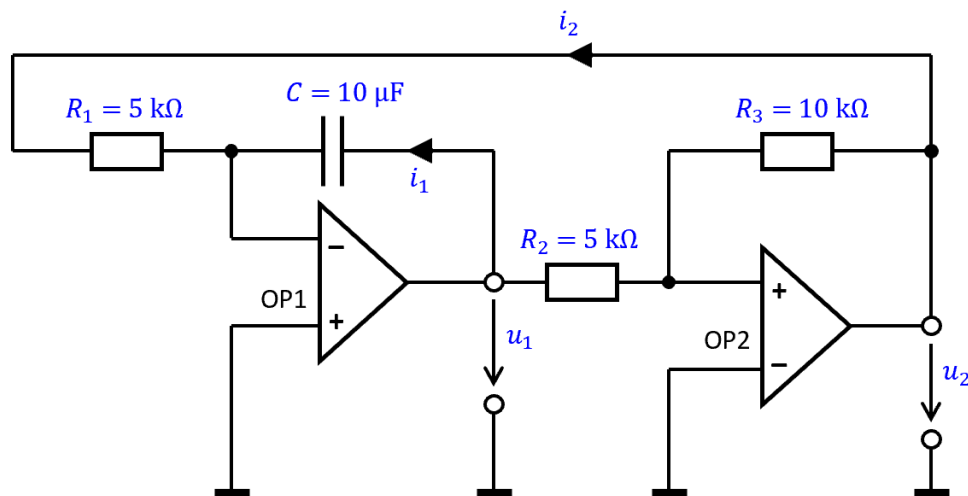 i₂
R₁ = 5 kΩ
C = 10 μF
R₃ = 10 kΩ
i₁
R₂ = 5 kΩ
−
+
OP1
+
−
OP2
u₁
u₂